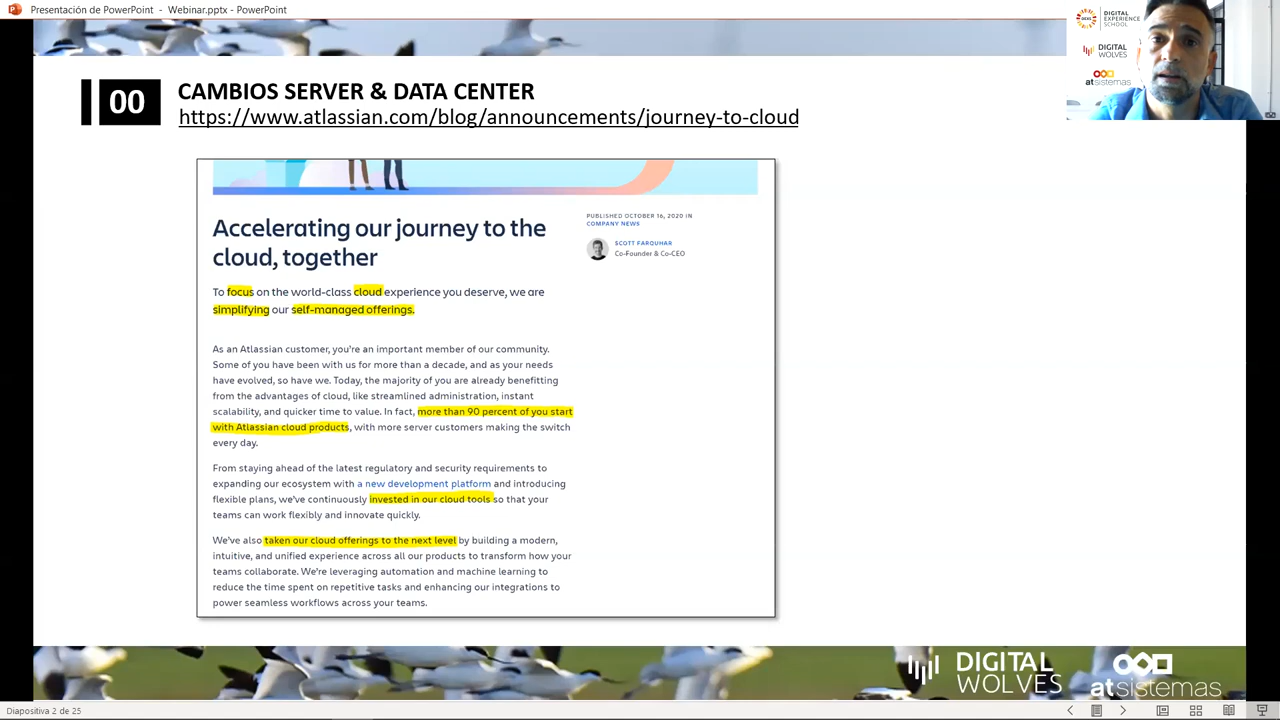 Presentación de PowerPoint - Webinar.pptx - PowerPoint
DIGITAL
EXPERIENCE
SCHOOL
DIGITAL
WOLVES
atsistemas
00
CAMBIOS SERVER & DATA CENTER
https://www.atlassian.com/blog/announcements/journey-to-cloud
Accelerating our journey to the
cloud, together
PUBLISHED OCTOBER 16, 2020 IN
COMPANY NEWS
SCOTT FARQUHAR
Co-Founder & Co-CEO
To focus on the world-class cloud experience you deserve, we are
simplifying our self-managed offerings.
As an Atlassian customer, you're an important member of our community.
Some of you have been with us for more than a decade, and as your needs
have evolved, so have we. Today, the majority of you are already benefitting
from the advantages of cloud, like streamlined administration, instant
scalability, and quicker time to value. In fact, more than 90 percent of you start
with Atlassian cloud products, with more server customers making the switch
every day.
From staying ahead of the latest regulatory and security requirements to
expanding our ecosystem with a new development platform and introducing
flexible plans, we've continuously invested in our cloud tools so that your
teams can work flexibly and innovate quickly.
We've also taken our cloud offerings to the next level by building a modern,
intuitive, and unified experience across all our products to transform how your
teams collaborate. We're leveraging automation and machine learning to
reduce the time spent on repetitive tasks and enhancing our integrations to
power seamless workflows across your teams.
DIGITAL
WOLVES
atsistemas
Diapositiva 2 de 25